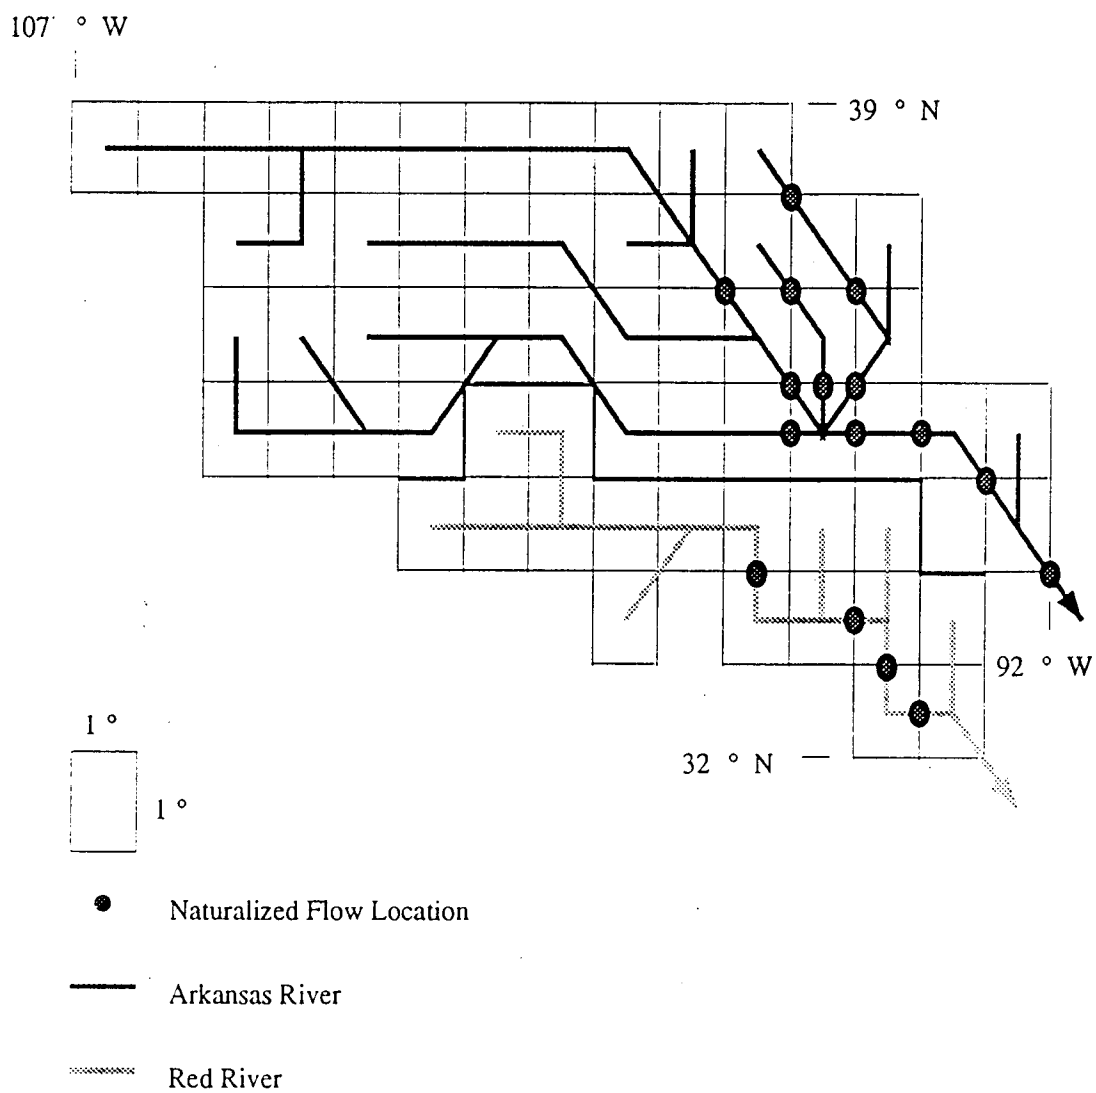 107 ° W
39 ° N
92 ° W
32 ° N
1 °
1 °
Naturalized Flow Location
Arkansas River
Red River